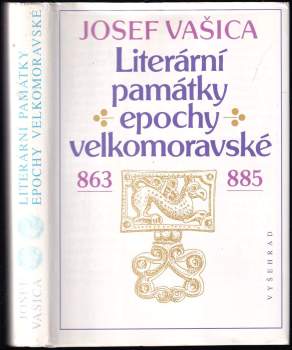 JOSEF VAŠICA
Literární
památky
epochy
velkomoravské
863 885
VYŠEHRAD
LITERÁRNÍ PAMÁTKY
EPOCHY VELKOMORAVSKÉ
JOSEF
VAŠICA